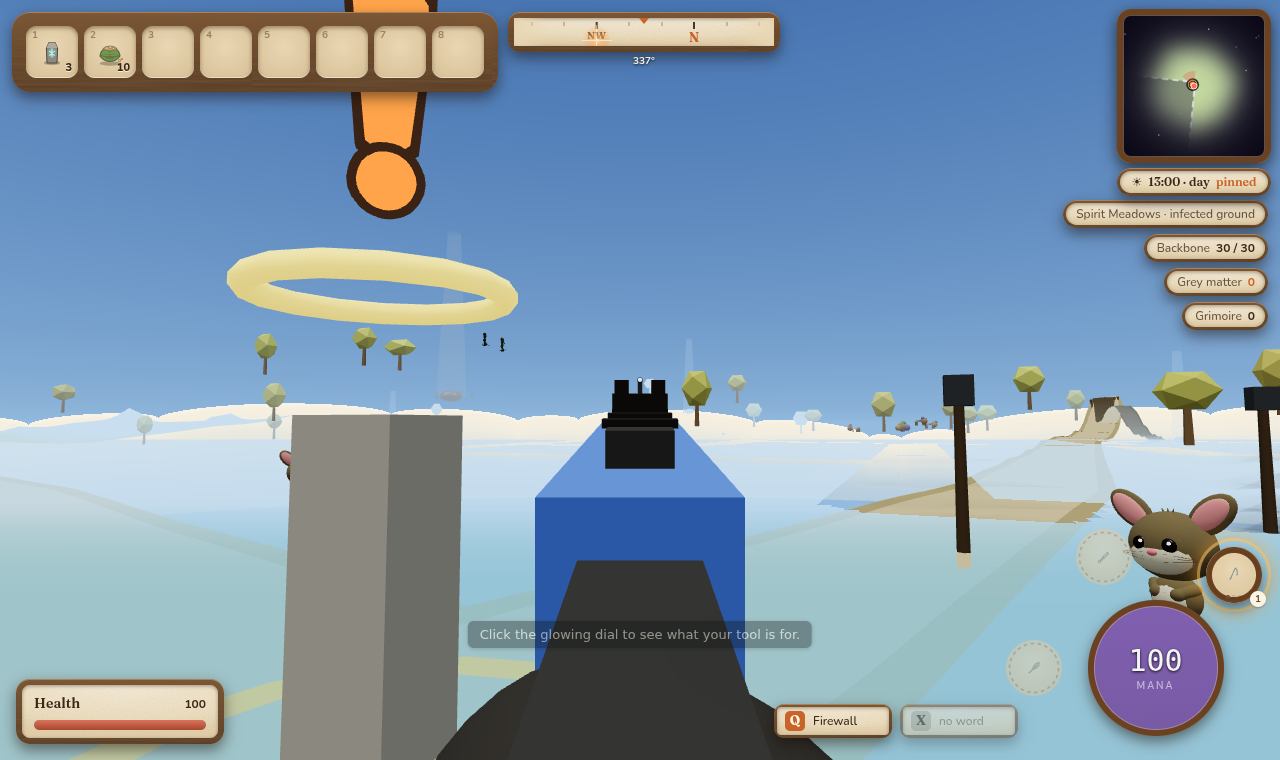 1 2 3 4 5 6 7 8
3 10
NW N
337°
13:00 · day pinned
Spirit Meadows · infected ground
Backbone 30 / 30
Grey matter 0
Grimoire 0
1
100
MANA
Click the glowing dial to see what your tool is for.
Health 100
Q Firewall X no word